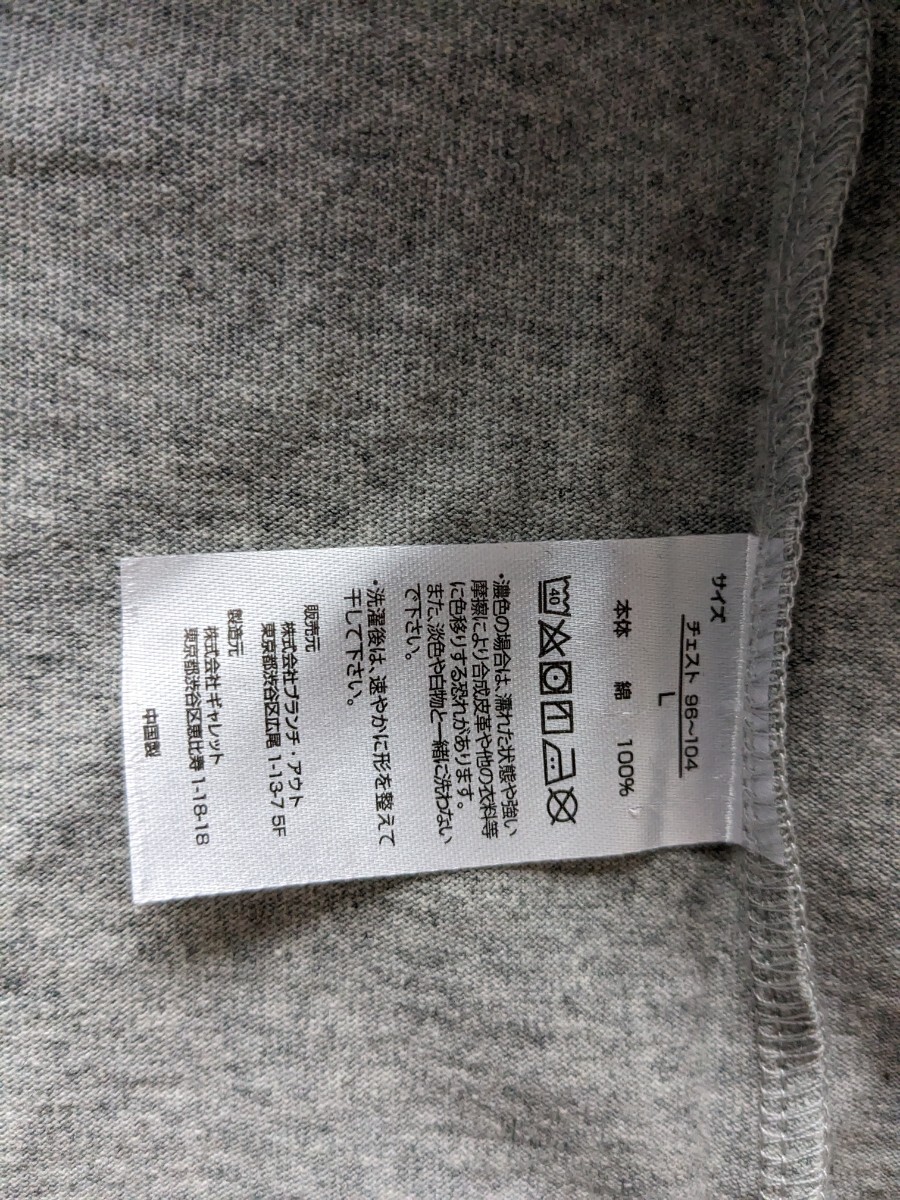 サイズ
チェスト 96～104
L
本体 綿 100%
40
・濃色の場合は、濡れた状態や強い
摩擦により合成皮革や他の衣料等
に色移りする恐れがあります。
また、淡色や白物と一緒に洗わない
で下さい。
・洗濯後は、速やかに形を整えて
干して下さい。
販売元
株式会社ブランチ・アウト
東京都渋谷区広尾 1-13-7 5F
製造元
株式会社ギャレット
東京都渋谷区恵比寿 1-18-18
中国製